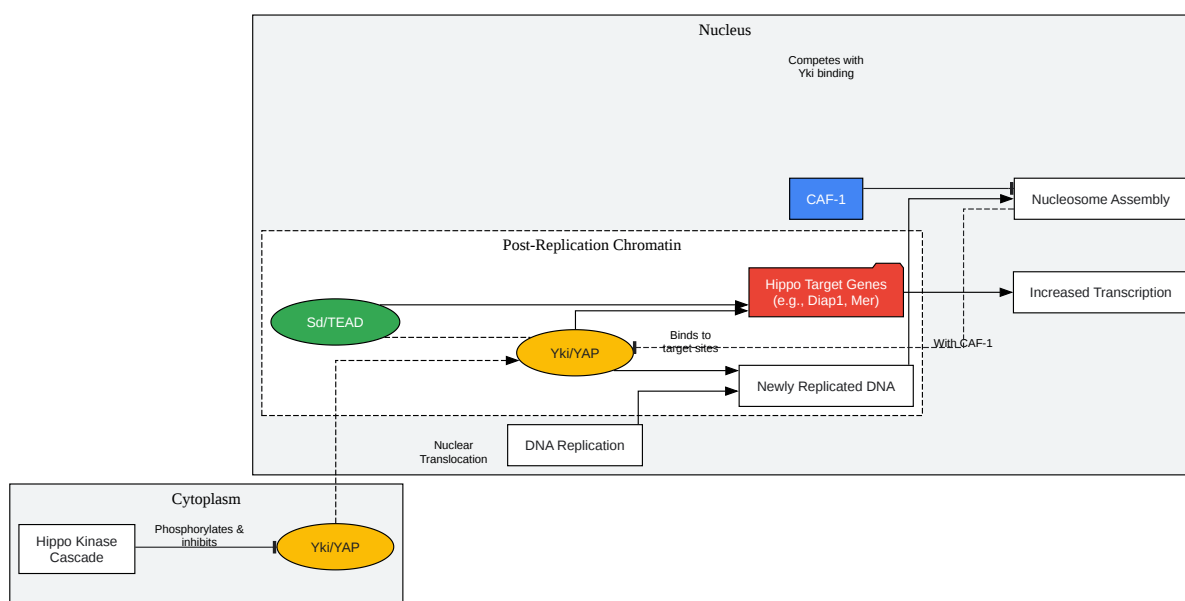 Nucleus
Competes with
Yki binding
CAF-1
Nucleosome Assembly
Post-Replication Chromatin
Hippo Target Genes
(e.g., Diap1, Mer)
Increased Transcription
Sd/TEAD
Yki/YAP
Binds to
target sites
With CAF-1
Newly Replicated DNA
DNA Replication
Nuclear
Translocation
Cytoplasm
Hippo Kinase
Cascade
Phosphorylates &
inhibits
Yki/YAP